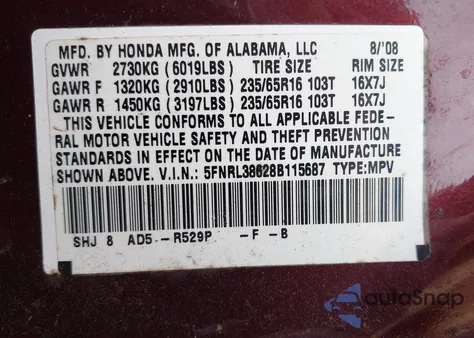 MFD. BY HONDA MFG. OF ALABAMA, LLC 8/'08
GVWR 2730KG (6019LBS) TIRE SIZE RIM SIZE
GAWR F 1320KG (2910LBS) 235/65R16 103T 16X7J
GAWR R 1450KG (3197LBS) 235/65R16 103T 16X7J
THIS VEHICLE CONFORMS TO ALL APPLICABLE FEDE-
RAL MOTOR VEHICLE SAFETY AND THEFT PREVENTION
STANDARDS IN EFFECT ON THE DATE OF MANUFACTURE
SHOWN ABOVE. V.I.N.: 5FNRL38628B115687 TYPE:MPV
SHJ 8 AD5 -R529P -F -B
autoSnap